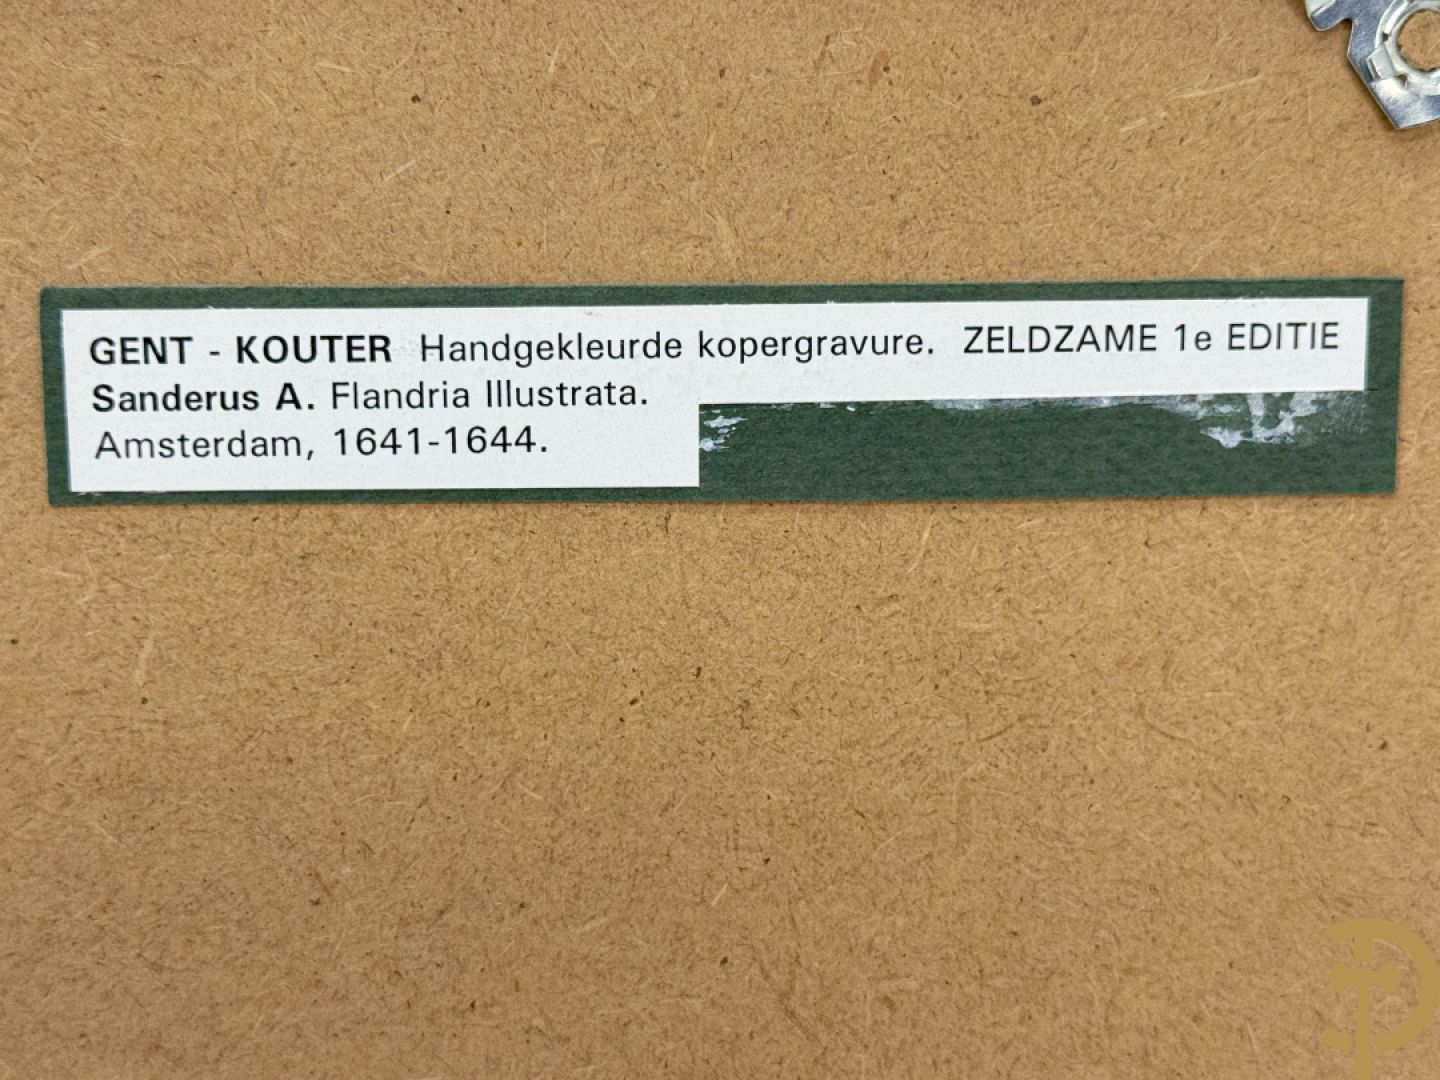 GENT - KOUTER Handgekleurde kopergravure. ZELDZAME 1e EDITIE
Sanderus A. Flandria Illustrata.
Amsterdam, 1641-1644.